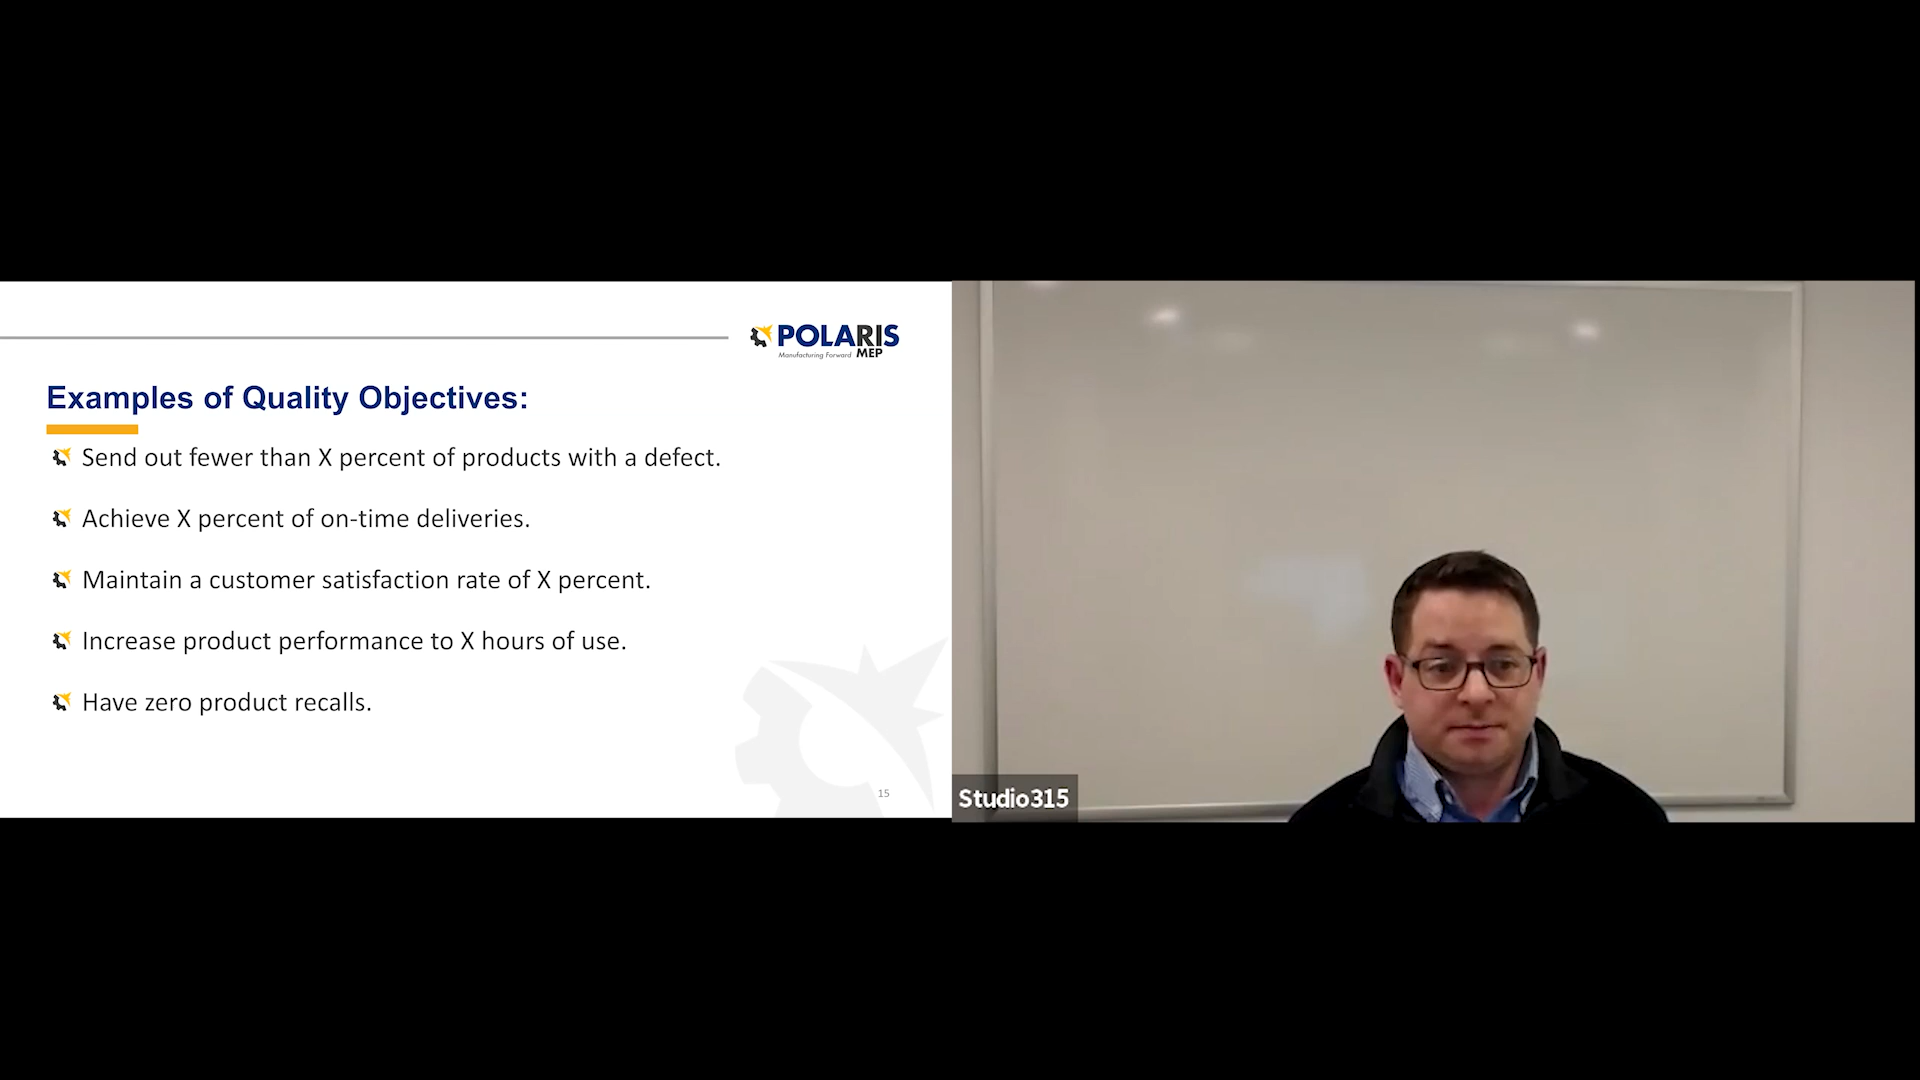 POLARIS
Manufacturing Forward MEP
Examples of Quality Objectives:
Send out fewer than X percent of products with a defect.
Achieve X percent of on-time deliveries.
Maintain a customer satisfaction rate of X percent.
Increase product performance to X hours of use.
Have zero product recalls.
15
Studio315